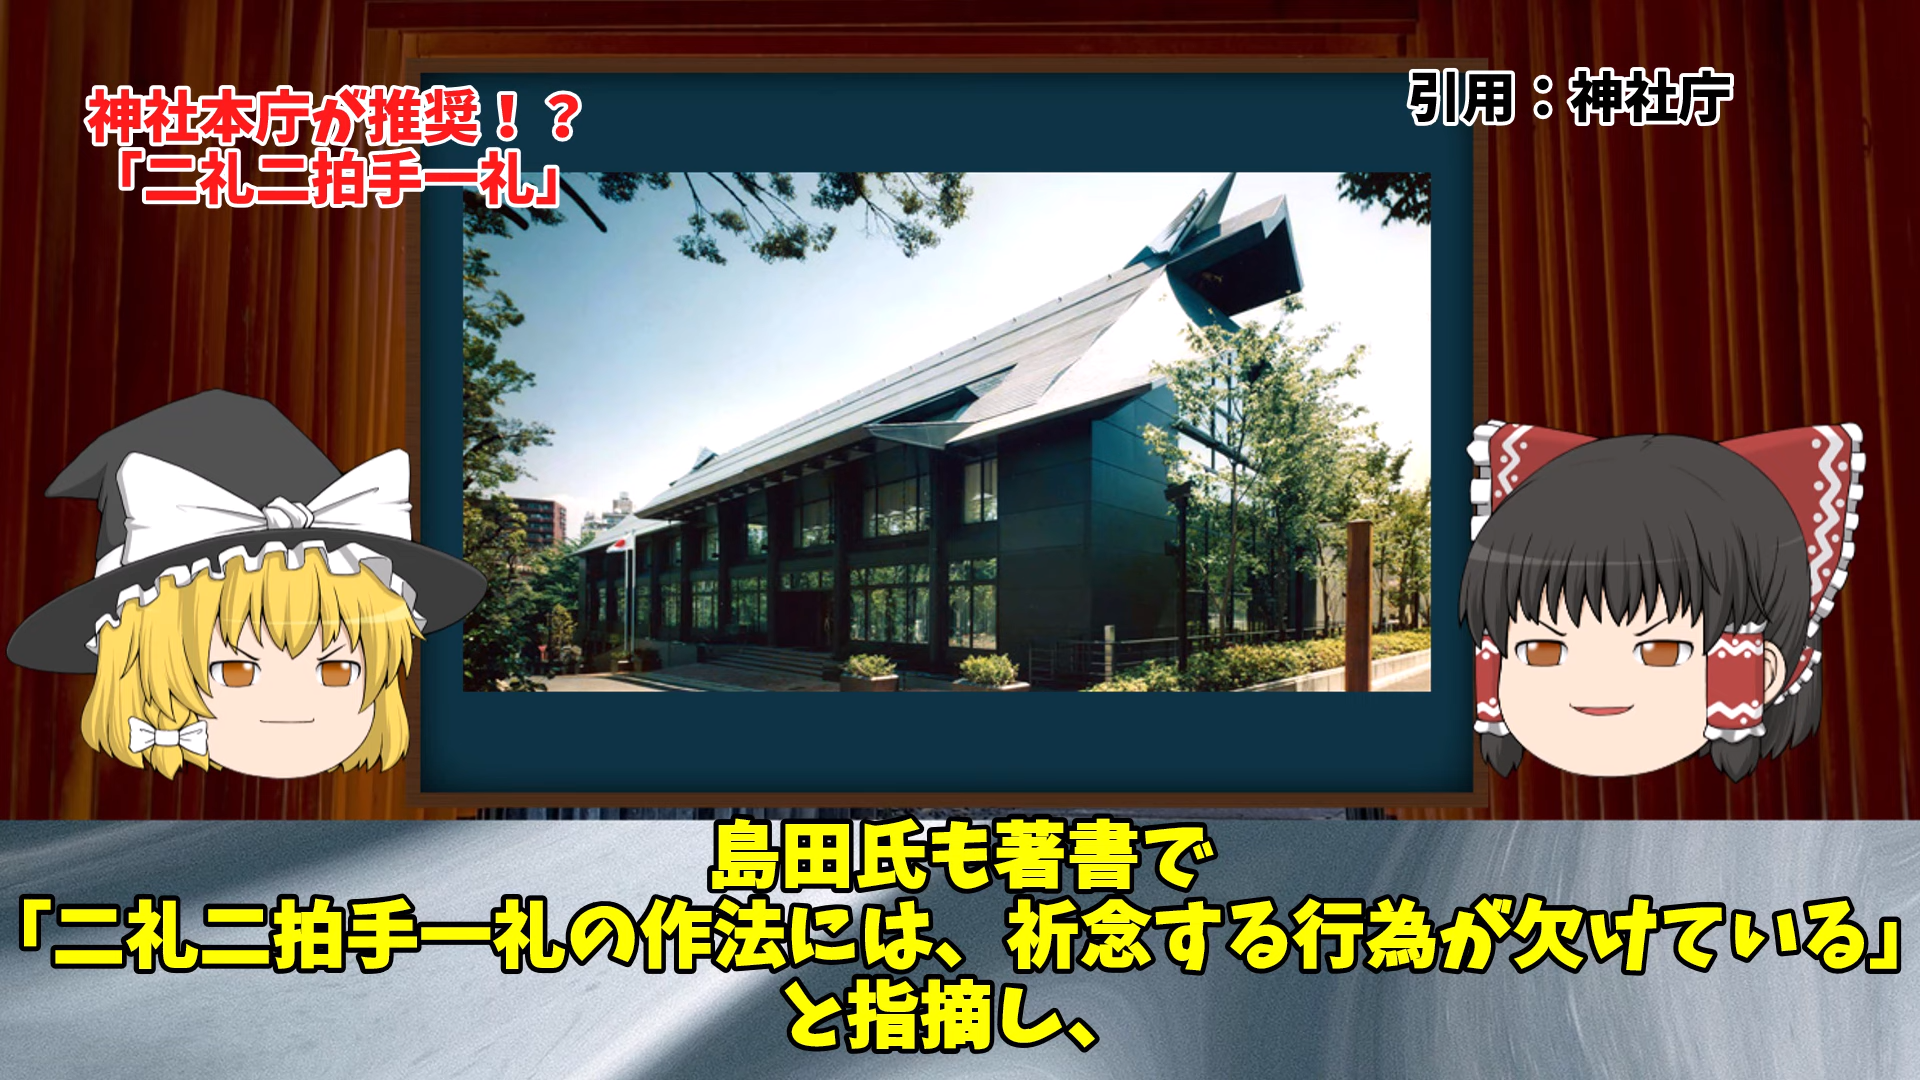 神社本庁が推奨！？
「二礼二拍手一礼」
引用：神社庁
島田氏も著書で
「二礼二拍手一礼の作法には、祈念する行為が欠けている」
と指摘し、